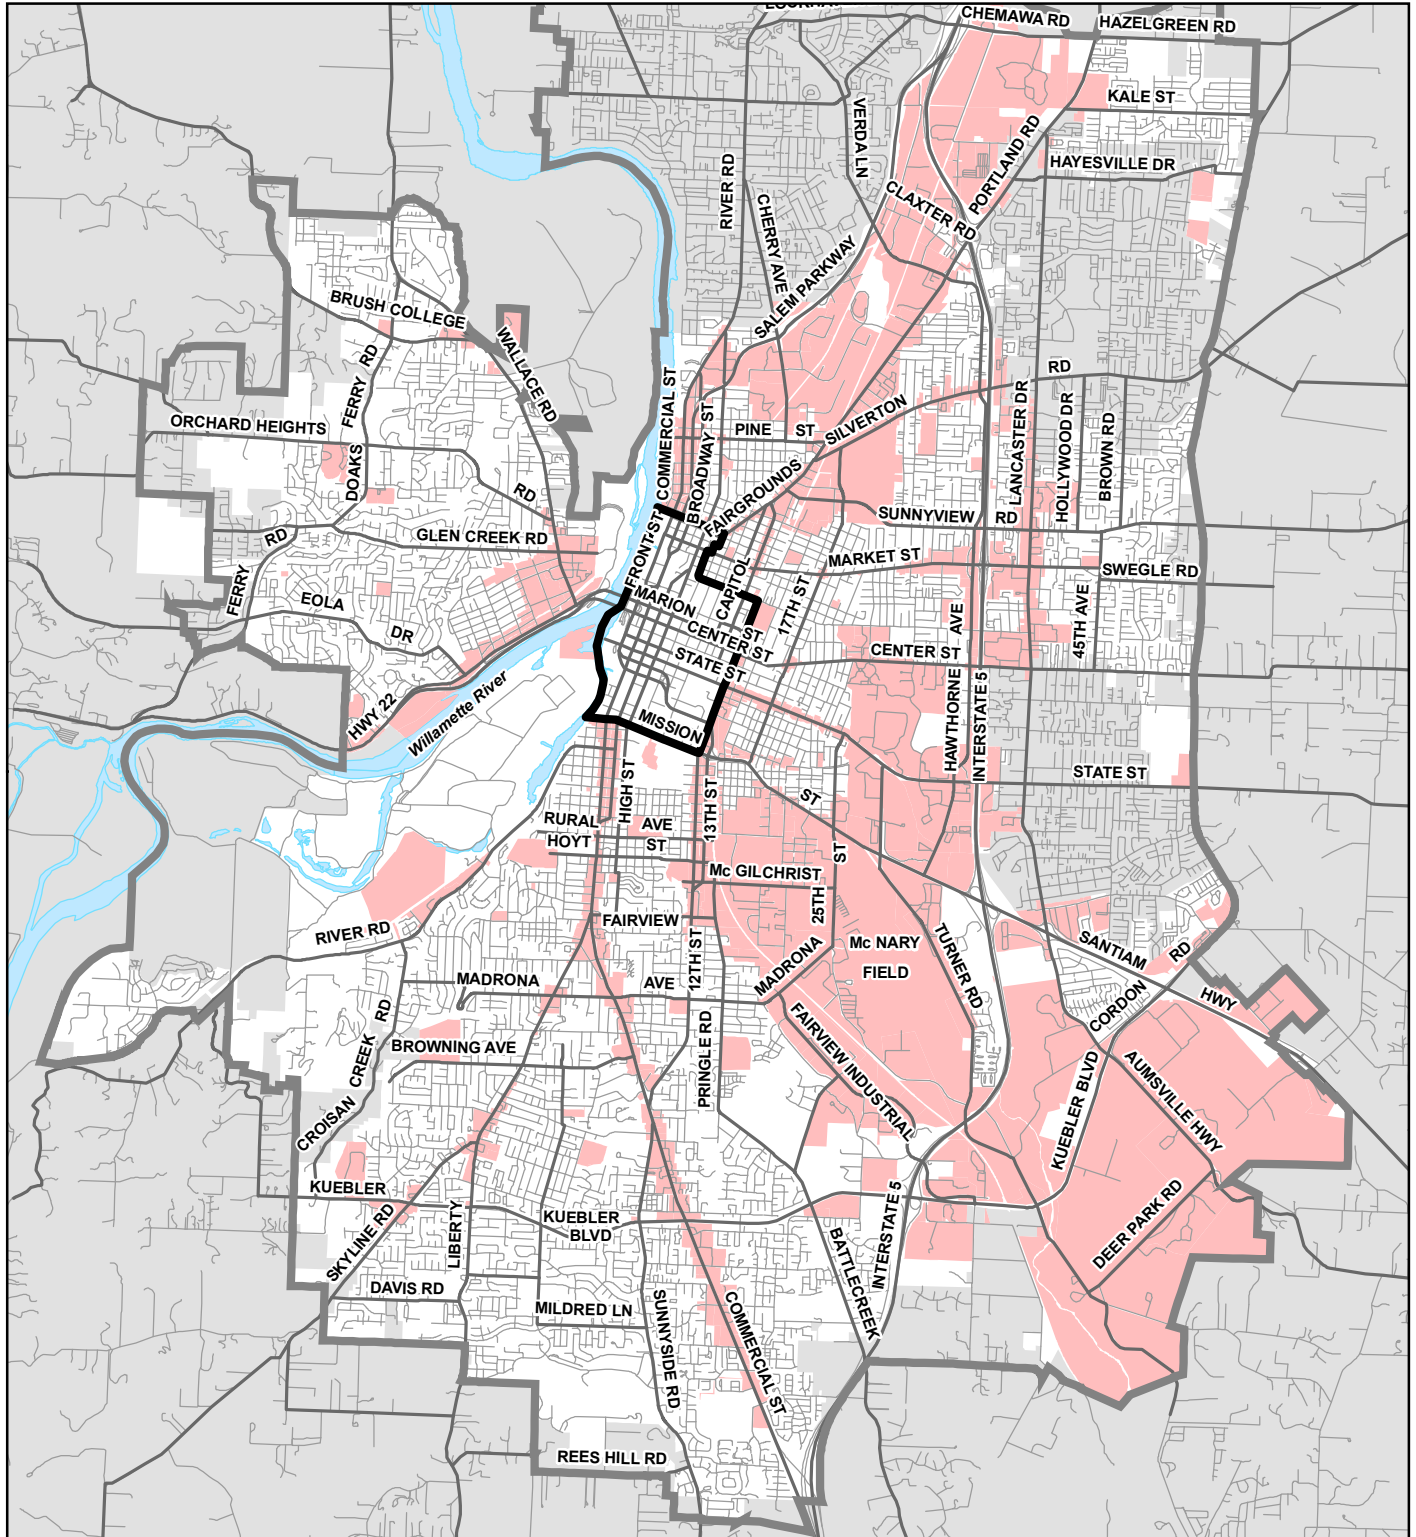 CHEMAWA RD
HAZELGREEN RD
KALE ST
VERDA LN
PORTLAND RD
HAYESVILLE DR
RIVER RD
CHERRY AVE
CLAXTER RD
SALEM PARKWAY
BRUSH COLLEGE
WALLACE RD
DOAKS FERRY RD
ORCHARD HEIGHTS
RD
COMMERCIAL ST
BROADWAY ST
PINE ST
SILVERTON
RD
LANCASTER DR
HOLLYWOOD DR
BROWN RD
FAIRGROUNDS
SUNNYVIEW RD
GLEN CREEK RD
FERRY
RD
FRONT ST
CAPITOL
MARKET ST
SWEGLE RD
17TH ST
EOLA
DR
MARION
ST
CENTER ST
STATE ST
CENTER ST
HAWTHORNE AVE
45TH AVE
INTERSTATE 5
HWY 22
Willamette River
MISSION
ST
STATE ST
HIGH ST
13TH ST
RURAL
AVE
HOYT
ST
Mc GILCHRIST
25TH
ST
FAIRVIEW
RIVER RD
Mc NARY
FIELD
TURNER RD
SANTIAM
HWY
CORDON
RD
MADRONA
AVE
12TH ST
MADRONA
FAIRVIEW INDUSTRIAL
PRINGLE RD
BROWNING AVE
CROISAN CREEK RD
KUEBLER BLVD
AUMSVILLE HWY
KUEBLER
SKYLINE RD
LIBERTY
KUEBLER
BLVD
DEER PARK RD
BATTLECREEK
INTERSTATE 5
DAVIS RD
MILDRED LN
SUNNYSIDE RD
COMMERCIAL ST
REES HILL RD